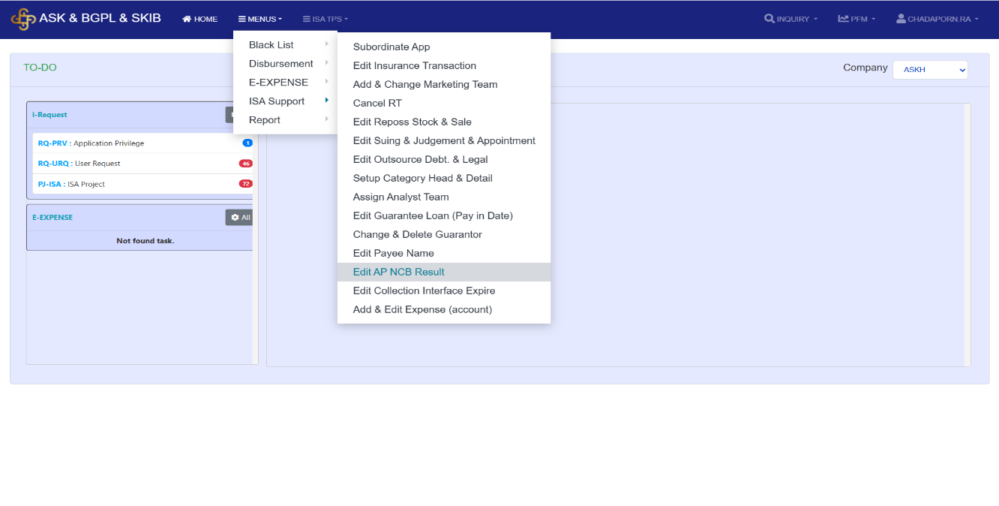 ASK & BGPL & SKIB
HOME
MENUS
ISA TPS
INQUIRY
PFM
CHADAPORN.RA
TO-DO
Company
ASKH
Black List
Disbursement
E-EXPENSE
ISA Support
Report
Subordinate App
Edit Insurance Transaction
Add & Change Marketing Team
Cancel RT
Edit Reposs Stock & Sale
Edit Suing & Judgement & Appointment
Edit Outsource Debt. & Legal
Setup Category Head & Detail
Assign Analyst Team
Edit Guarantee Loan (Pay in Date)
Change & Delete Guarantor
Edit Payee Name
Edit AP NCB Result
Edit Collection Interface Expire
Add & Edit Expense (account)
i-Request
RQ-PRV : Application Privilege 1
RQ-URQ : User Request 46
PJ-ISA : ISA Project 72
E-EXPENSE
All
Not found task.